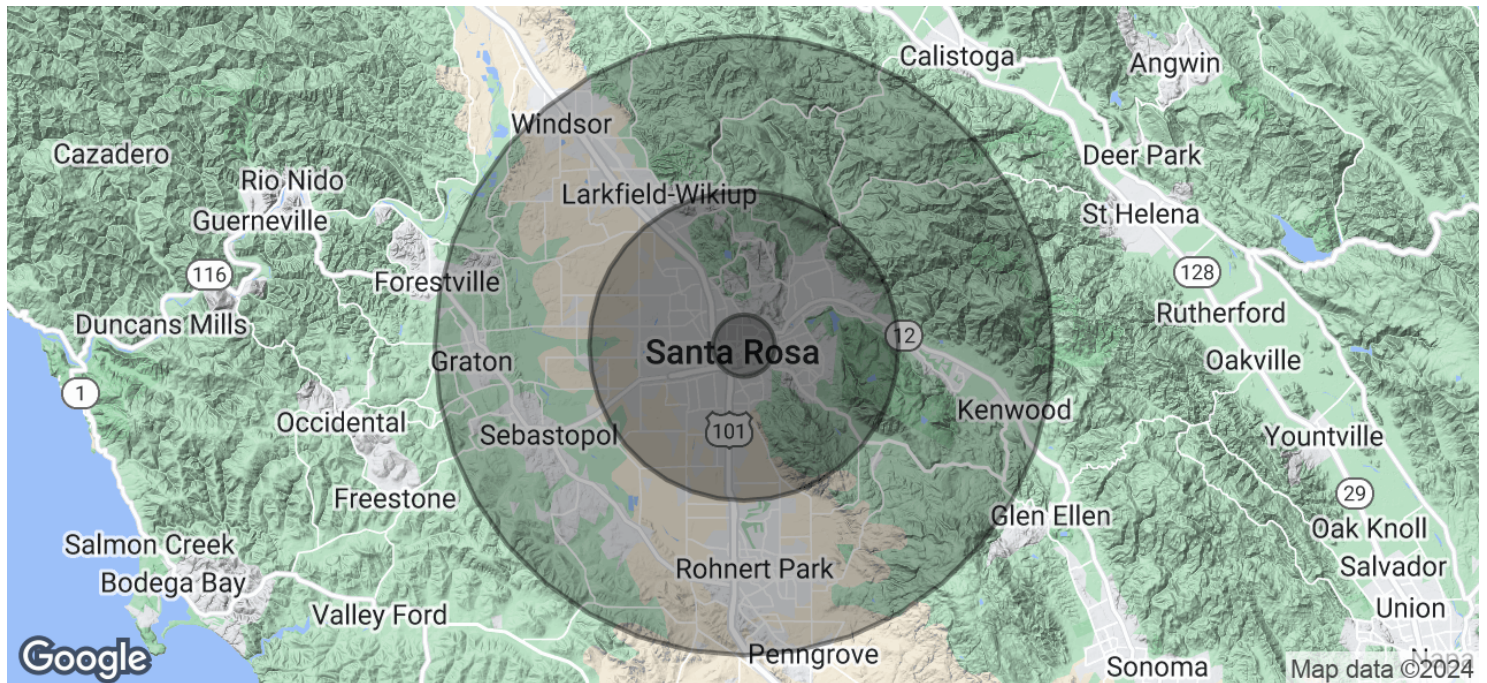 Calistoga
Angwin
Windsor
Cazadero
Deer Park
Rio Nido
Larkfield-Wikiup
Guerneville
St Helena
116
128
Forestville
Rutherford
Duncans Mills
12
Santa Rosa
Graton
Oakville
1
Kenwood
Occidental
101
Sebastopol
Yountville
29
Freestone
Glen Ellen
Oak Knoll
Salmon Creek
Rohnert Park
Salvador
Bodega Bay
Valley Ford
Union
Penngrove
Napa
Google
Sonoma
Map data ©2024